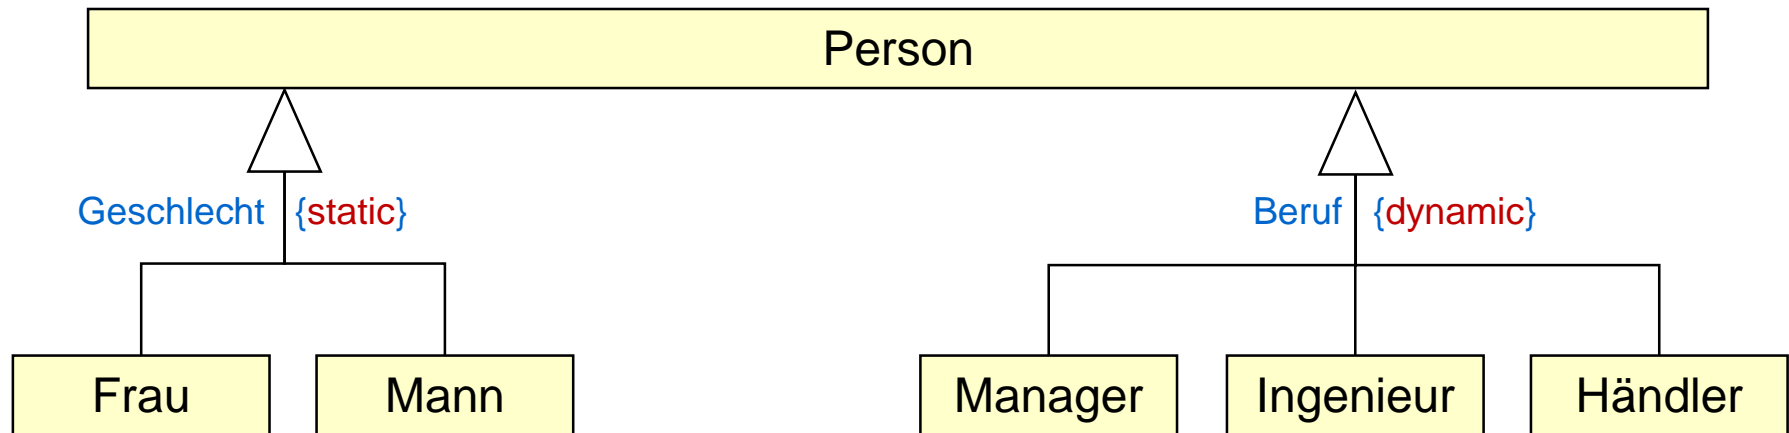 Person
Geschlecht {static}
Beruf {dynamic}
Frau
Mann
Manager
Ingenieur
Händler